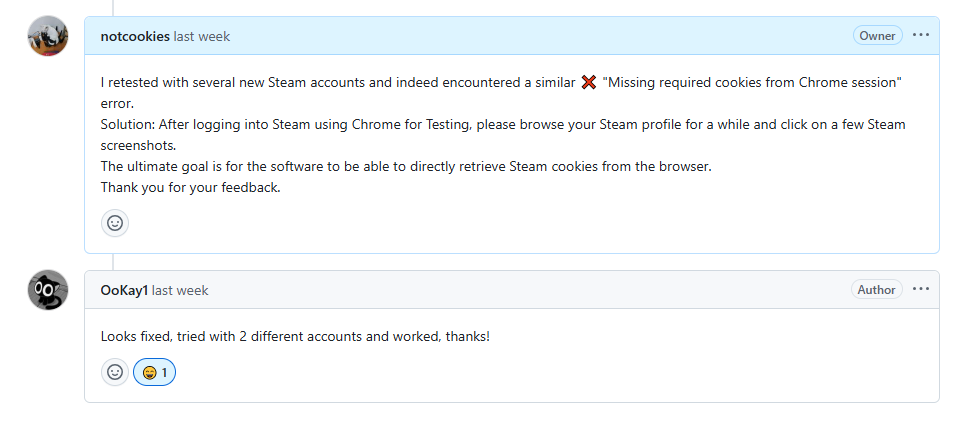 notcookies last week
Owner
I retested with several new Steam accounts and indeed encountered a similar ❌ "Missing required cookies from Chrome session"
error.
Solution: After logging into Steam using Chrome for Testing, please browse your Steam profile for a while and click on a few Steam
screenshots.
The ultimate goal is for the software to be able to directly retrieve Steam cookies from the browser.
Thank you for your feedback.
OoKay1 last week
Author
Looks fixed, tried with 2 different accounts and worked, thanks!
😄 1